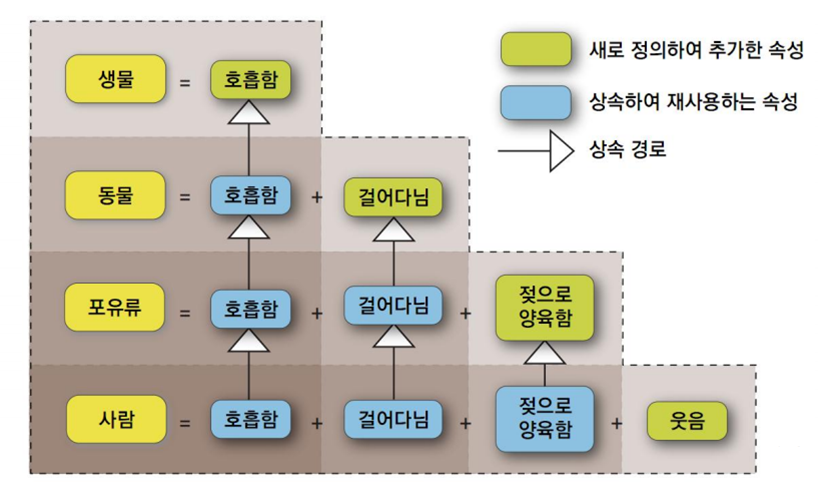 생물 = 호흡함
새로 정의하여 추가한 속성
상속하여 재사용하는 속성
상속 경로
동물 = 호흡함 + 걸어다님
포유류 = 호흡함 + 걸어다님 + 젖으로
양육함
사람 = 호흡함 + 걸어다님 + 젖으로
양육함 + 웃음